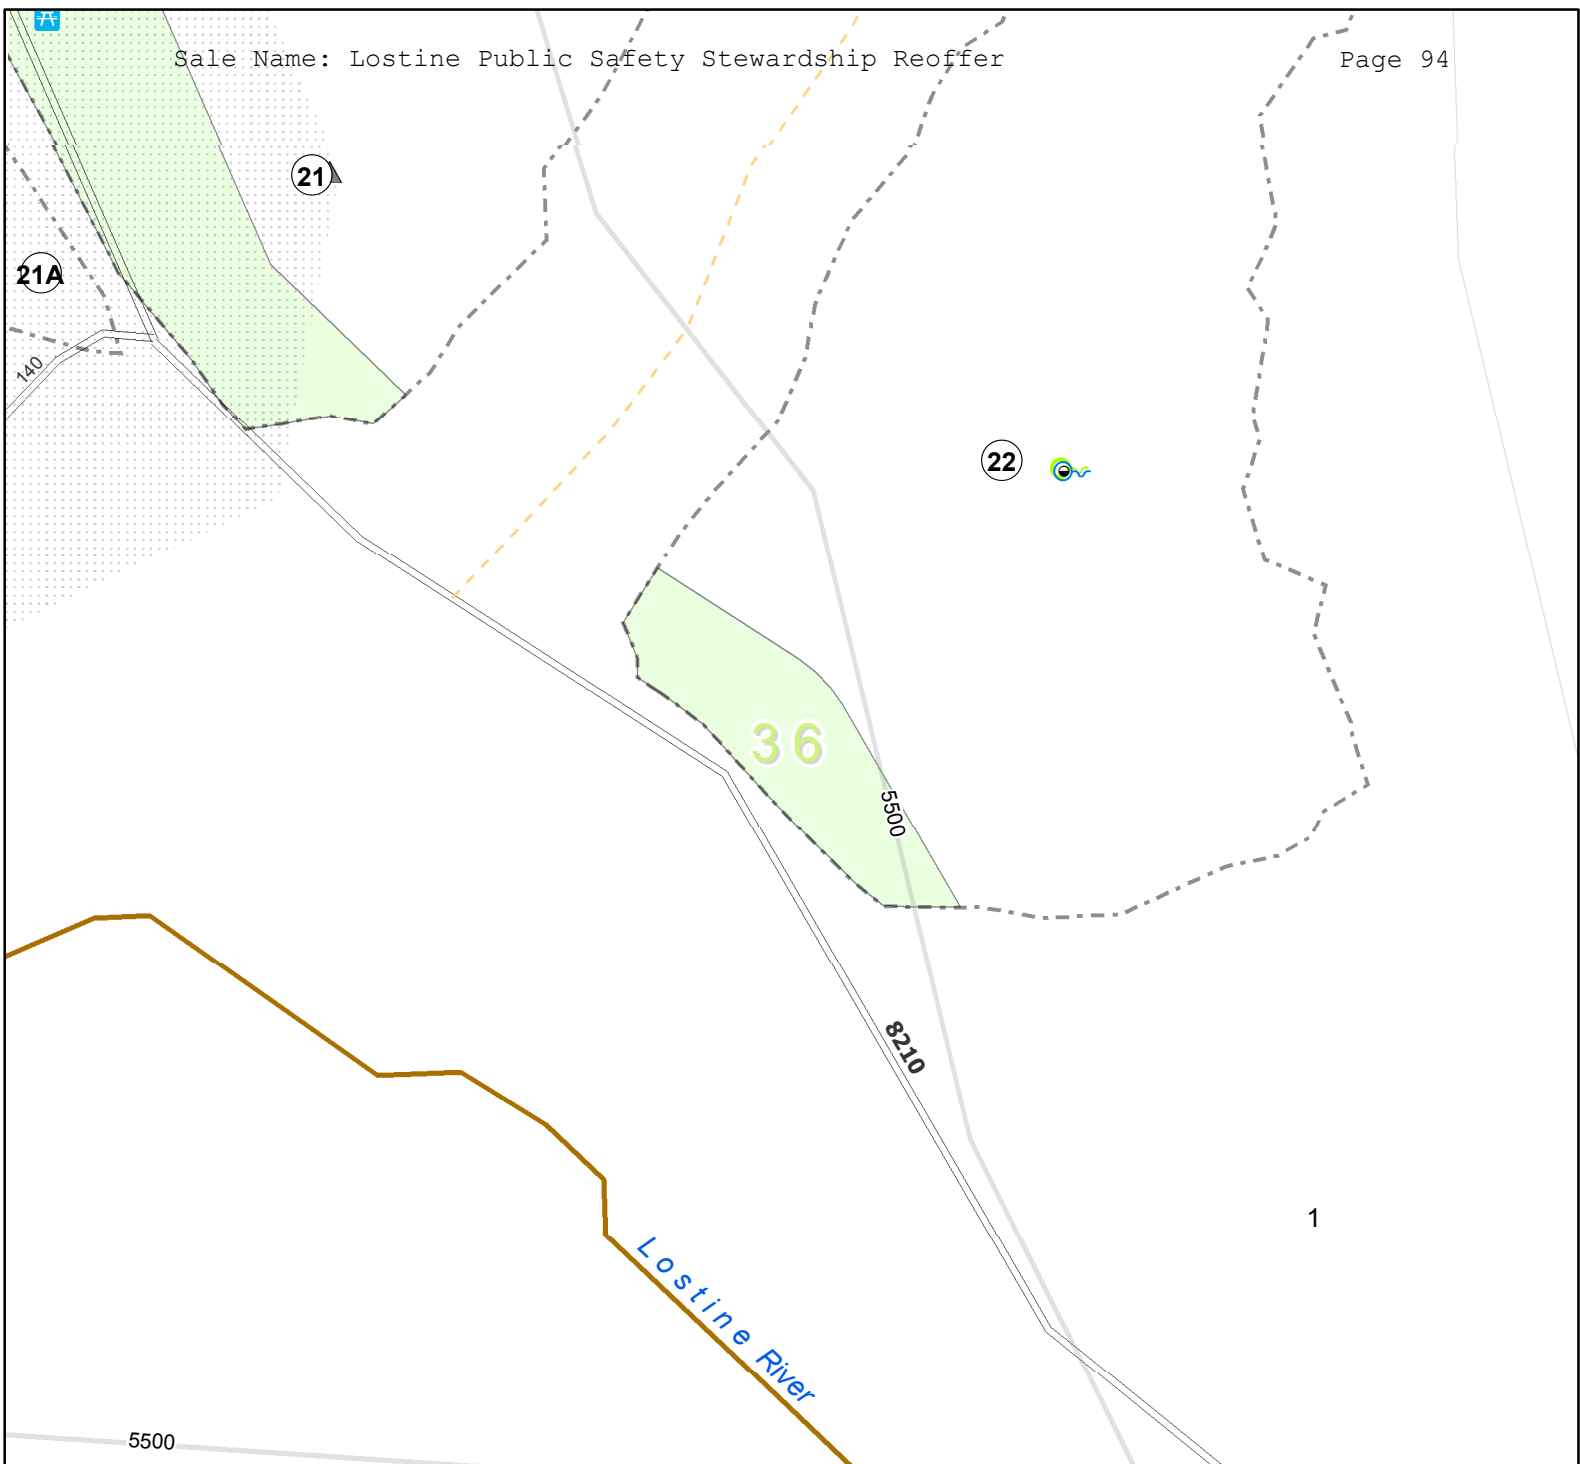 Sale Name: Lostine Public Safety Stewardship Reoffer Page 94
21
21A
140
22
36
5500
8210
1
Lostine River
5500